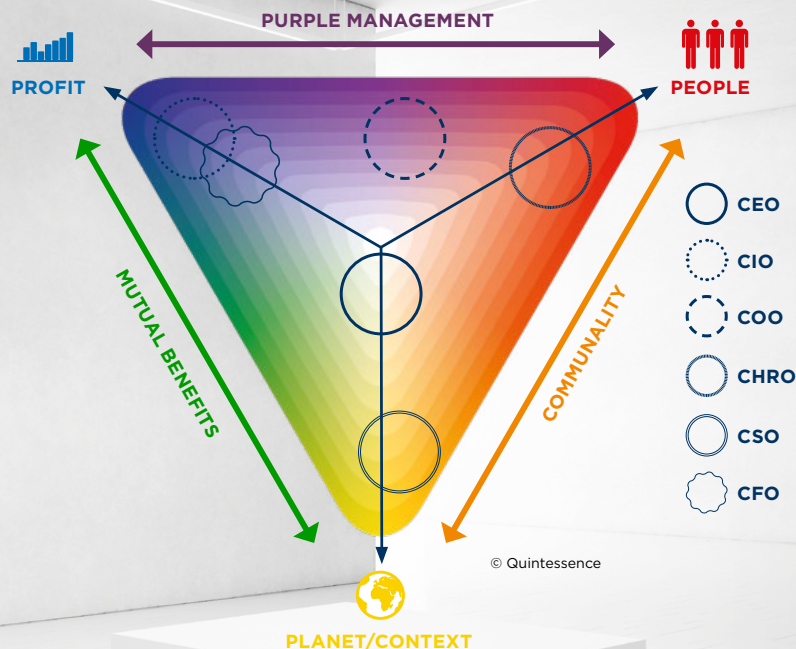 PURPLE MANAGEMENT
PROFIT
PEOPLE
MUTUAL BENEFITS
COMMUNALITY
CEO
CIO
COO
CHRO
CSO
CFO
© Quintessence
PLANET/CONTEXT